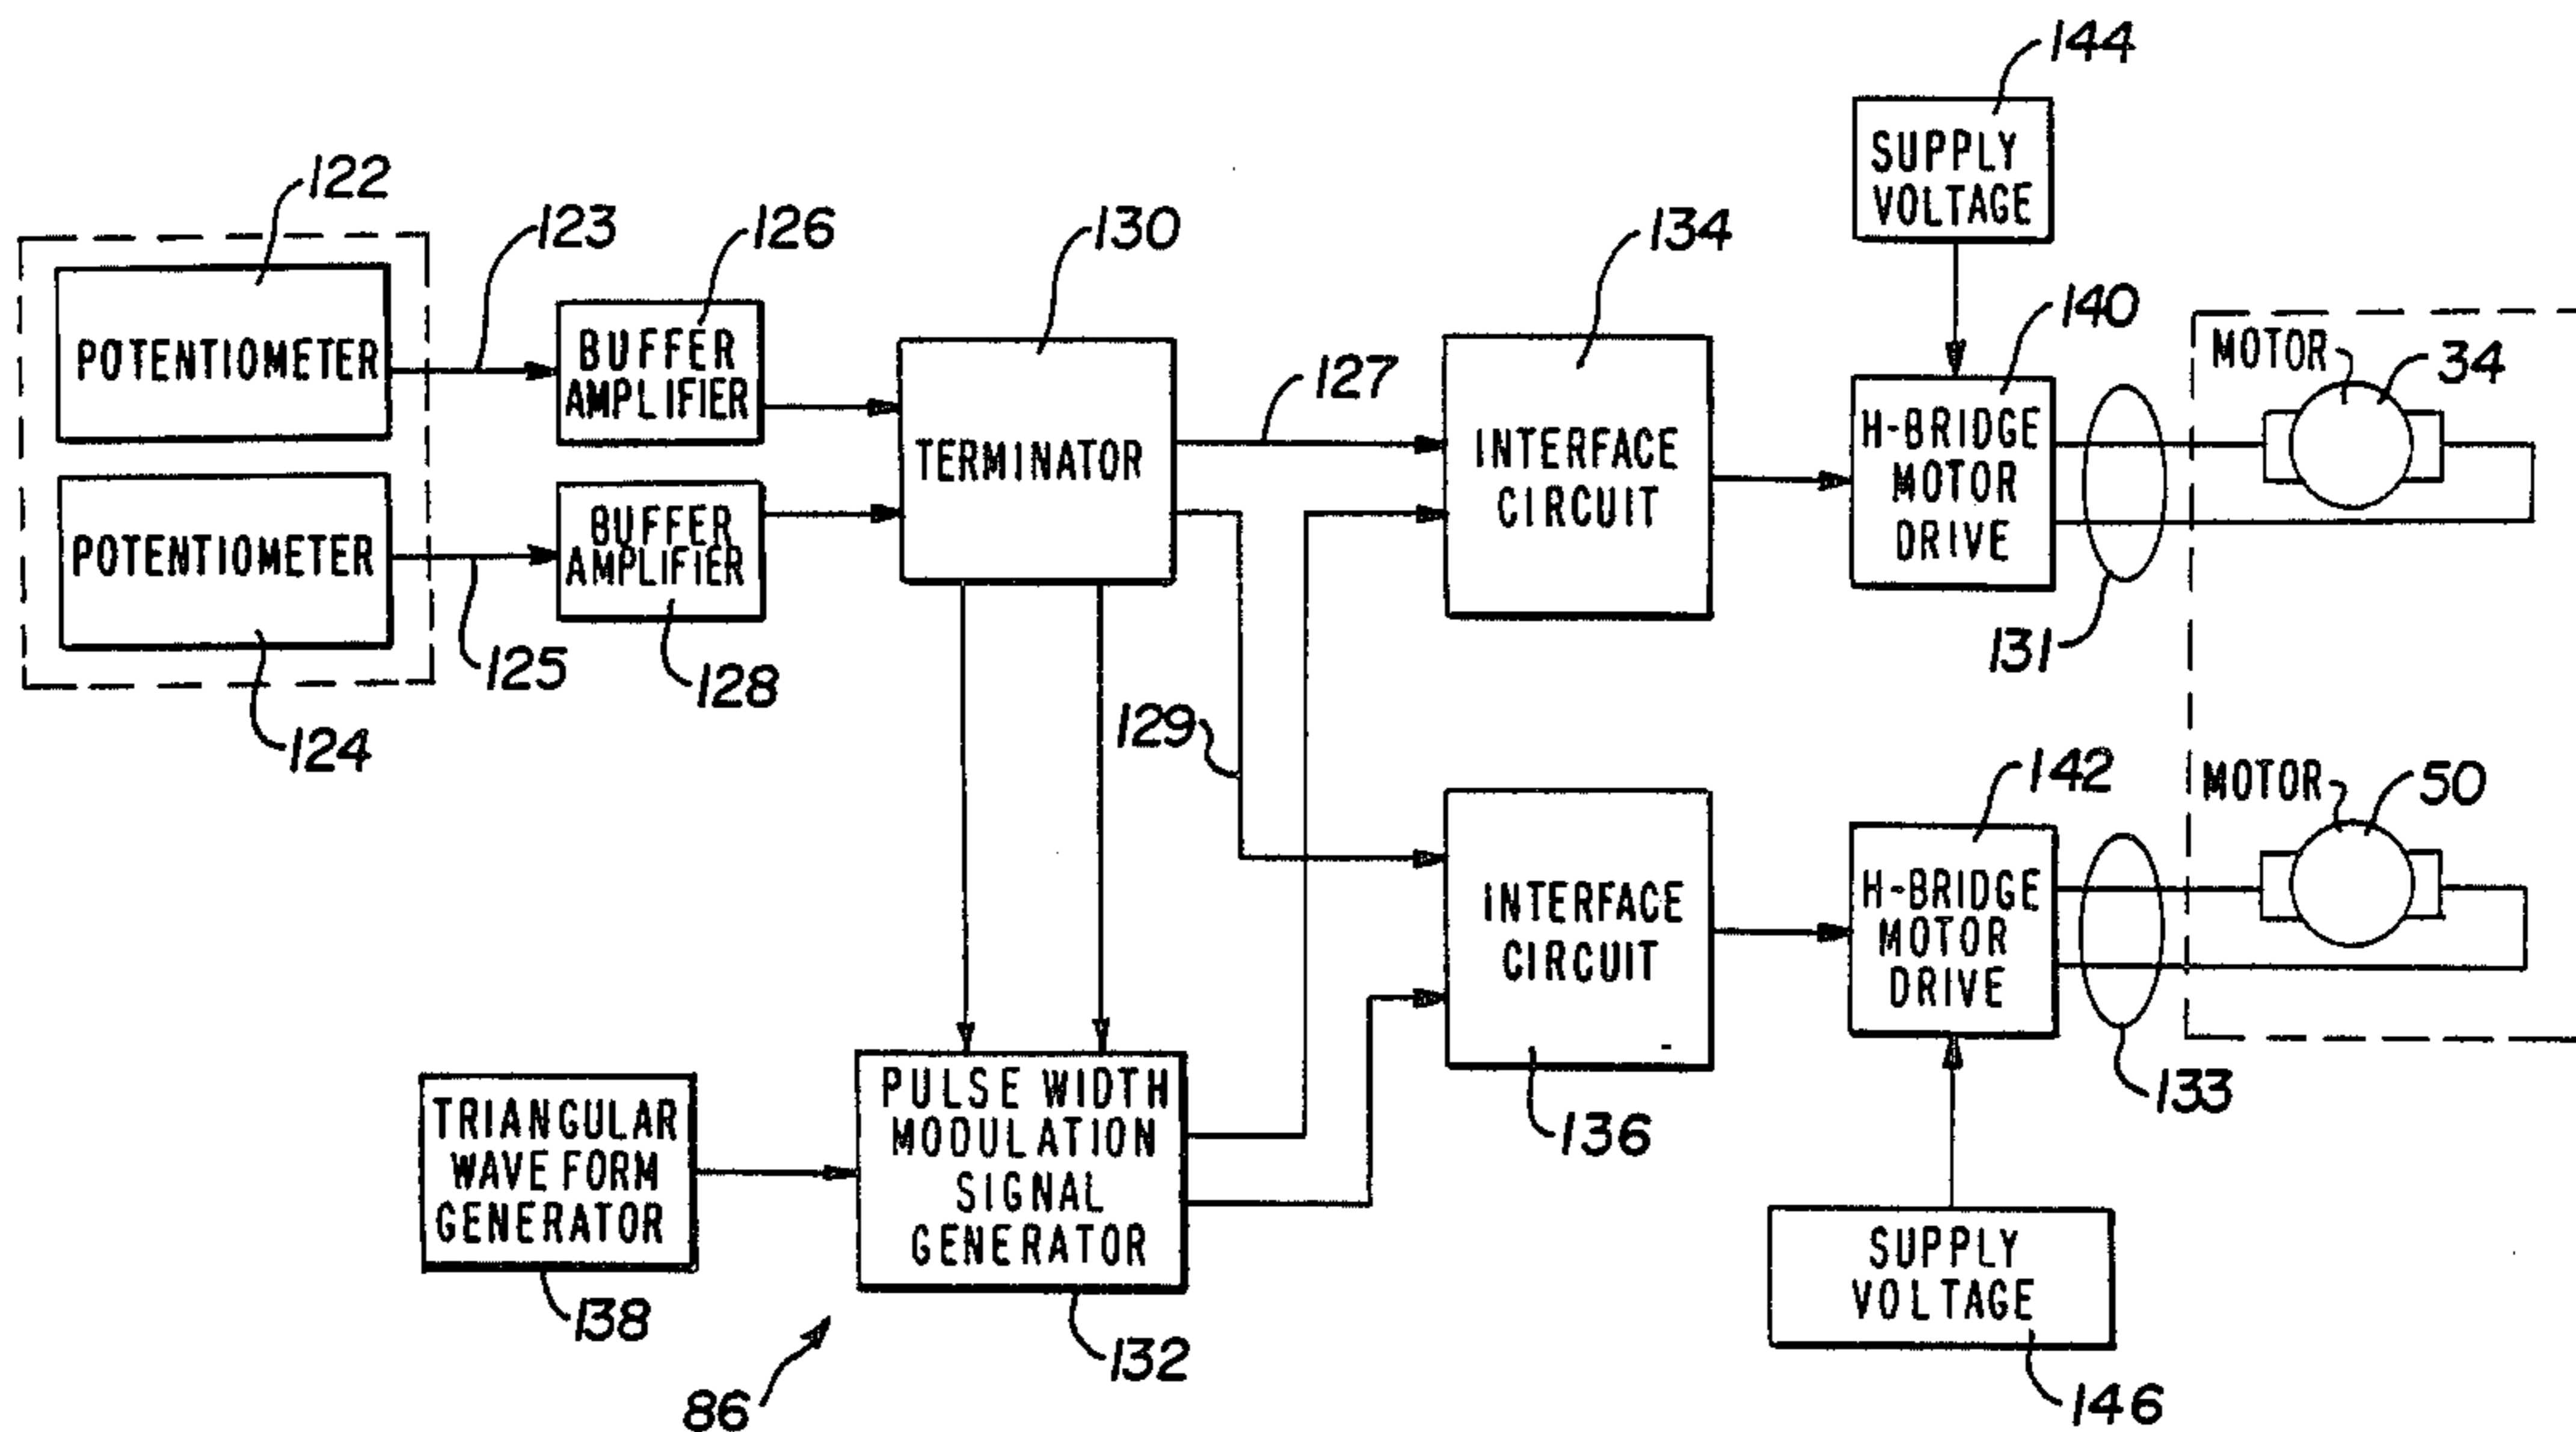 144
SUPPLY
VOLTAGE
122
123
126
130
134
140
POTENTIOMETER
BUFFER
AMPLIFIER
MOTOR
34
127
TERMINATOR
INTERFACE
CIRCUIT
H-BRIDGE
MOTOR
DRIVE
POTENTIOMETER
BUFFER
AMPLIFIER
125
128
131
124
129
142
MOTOR
50
INTERFACE
CIRCUIT
H-BRIDGE
MOTOR
DRIVE
133
136
TRIANGULAR
WAVE FORM
GENERATOR
PULSE WIDTH
MODULATION
SIGNAL
GENERATOR
SUPPLY
VOLTAGE
138
132
86
146